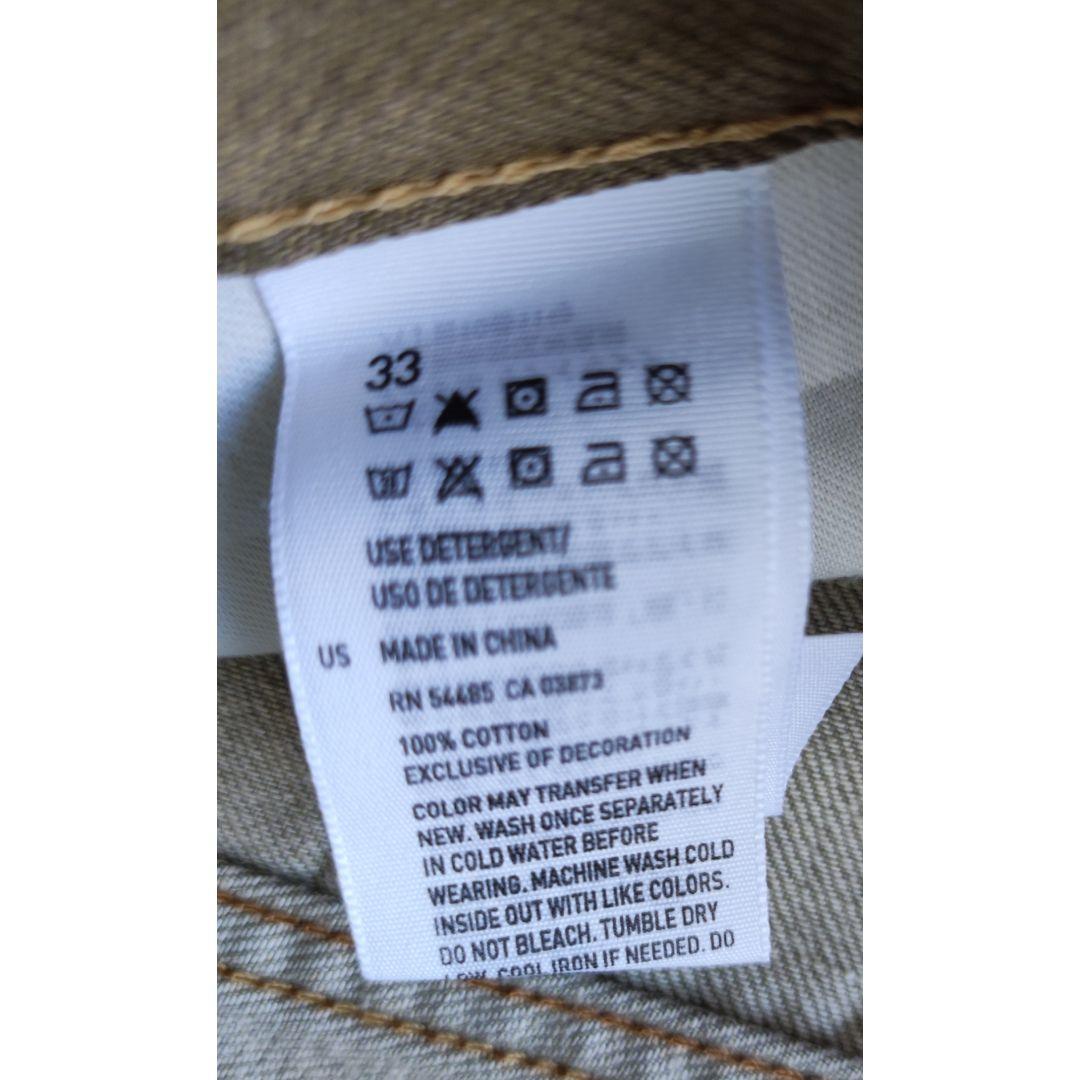 33
USE DETERGENT/
USO DE DETERGENTE
US MADE IN CHINA
RN 54485 CA 03873
100% COTTON
EXCLUSIVE OF DECORATION
COLOR MAY TRANSFER WHEN
NEW. WASH ONCE SEPARATELY
IN COLD WATER BEFORE
WEARING. MACHINE WASH COLD
INSIDE OUT WITH LIKE COLORS.
DO NOT BLEACH. TUMBLE DRY
LOW. COOL IRON IF NEEDED. DO